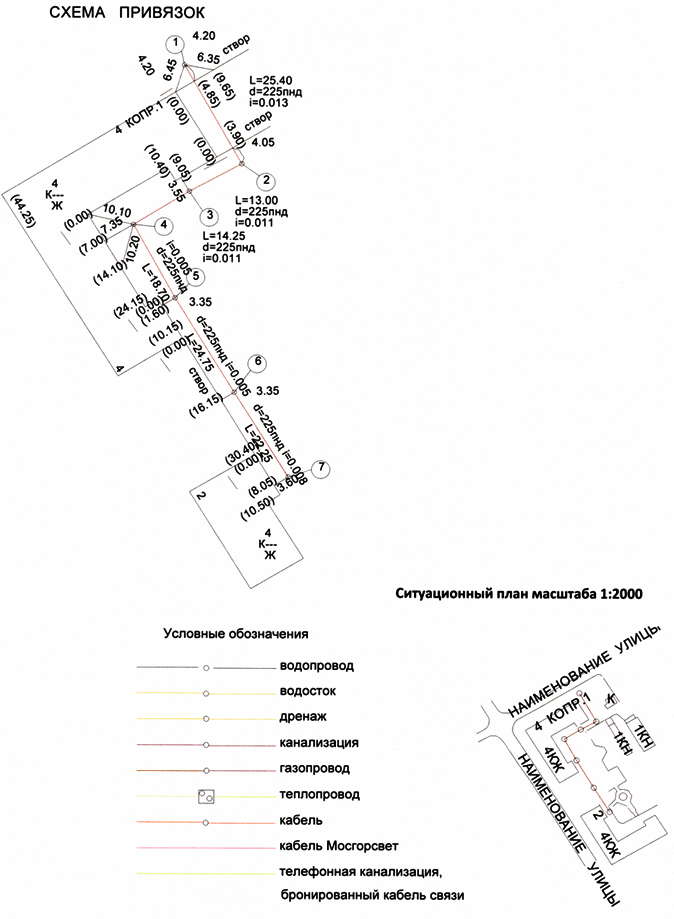 СХЕМА ПРИВЯЗОК
1
4.20
створ
4.20
6.45
6.35
(9.65)
(4.85)
L=25.40
d=225пнд
i=0.013
(0.00)
4 КОПР.1
створ
(3.90)
4.05
(0.00)
(9.05)
(10.40)
2
3.55
4
К---
Ж
(44.25)
L=13.00
d=225пнд
i=0.011
3
10.10
(0.00)
7.35
4
(7.00)
L=14.25
d=225пнд
i=0.011
10.20
(14.10)
i=0.005
d=225пнд
L=18.70
5
(24.15)
(0.00)
(1.60)
3.35
(10.15)
(0.00)
d=225пнд i=0.005
L=24.75
4
створ
6
3.35
(16.15)
d=225пнд i=0.008
L=22.25
(30.40)
(0.00)
7
(8.05)
3.60
(10.50)
2
4
К---
Ж
Ситуационный план масштаба 1:2000
Условные обозначения
водопровод
водосток
дренаж
канализация
газопровод
теплопровод
кабель
кабель Мосгорсвет
телефонная канализация,
бронированный кабель связи
НАИМЕНОВАНИЕ УЛИЦЫ
4 КОПР.1
К
1КН
1КН
4КЖ
НАИМЕНОВАНИЕ УЛИЦЫ
2
4КЖ